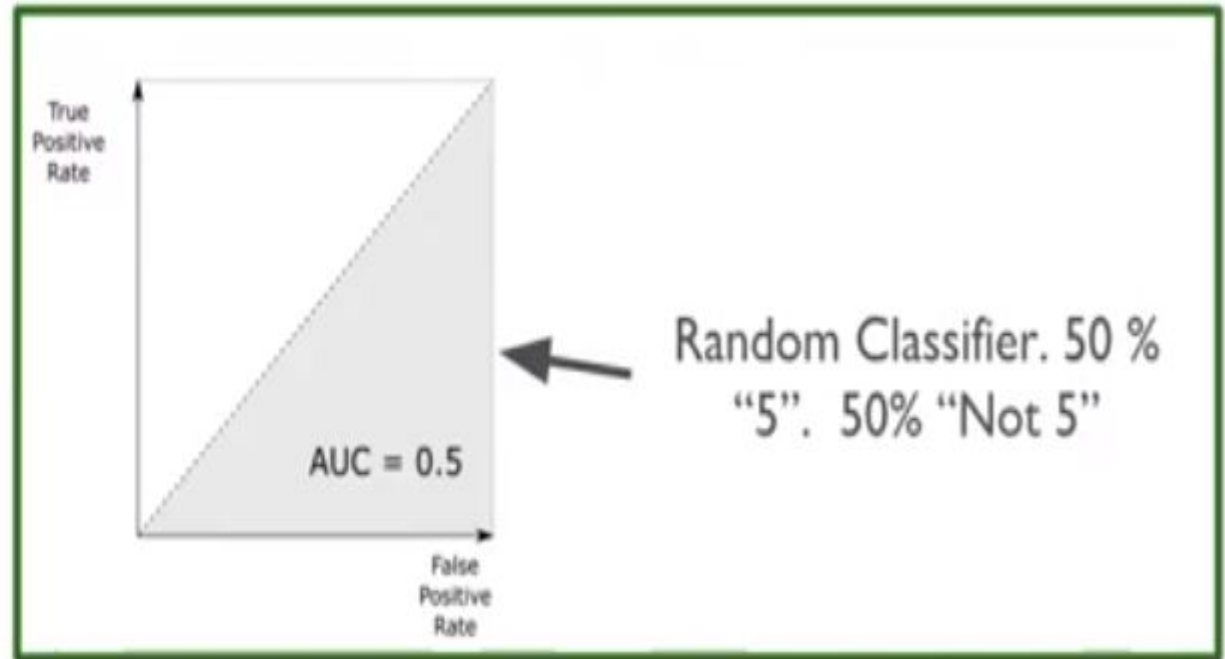 True
Positive
Rate
Random Classifier. 50 %
“5”. 50% “Not 5”
AUC = 0.5
False
Positive
Rate